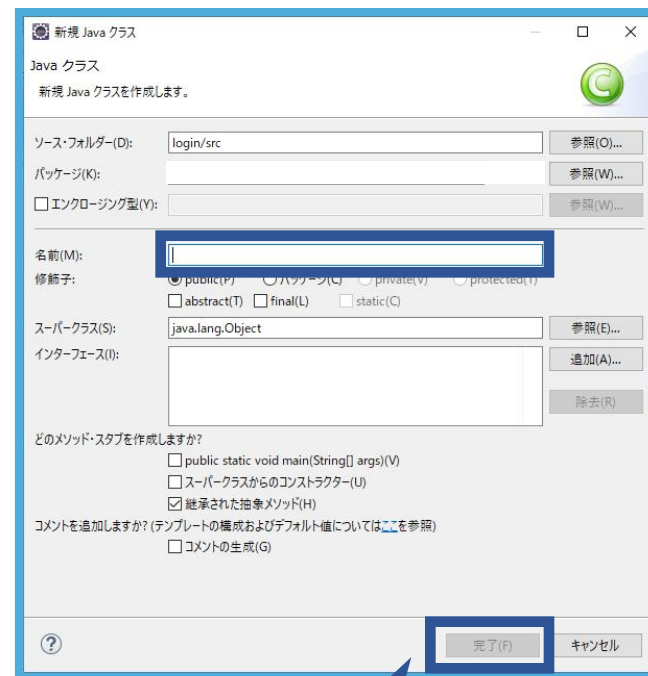 新規 Java クラス
Java クラス
新規 Java クラスを作成します。
ソース・フォルダー(D): login/src 参照(O)...
パッケージ(K): 参照(W)...
エンクロージング型(Y): 参照(W)...
名前(M):
修飾子: public(P) パッケージ(C) private(V) protected(T)
abstract(T) final(L) static(C)
スーパークラス(S): java.lang.Object 参照(E)...
インターフェース(I): 追加(A)...
除去(R)
どのメソッド・スタブを作成しますか?
public static void main(String[] args)(V)
スーパークラスからのコンストラクター(U)
継承された抽象メソッド(H)
コメントを追加しますか? (テンプレートの構成およびデフォルト値についてはここを参照)
コメントの生成(G)
完了(F) キャンセル